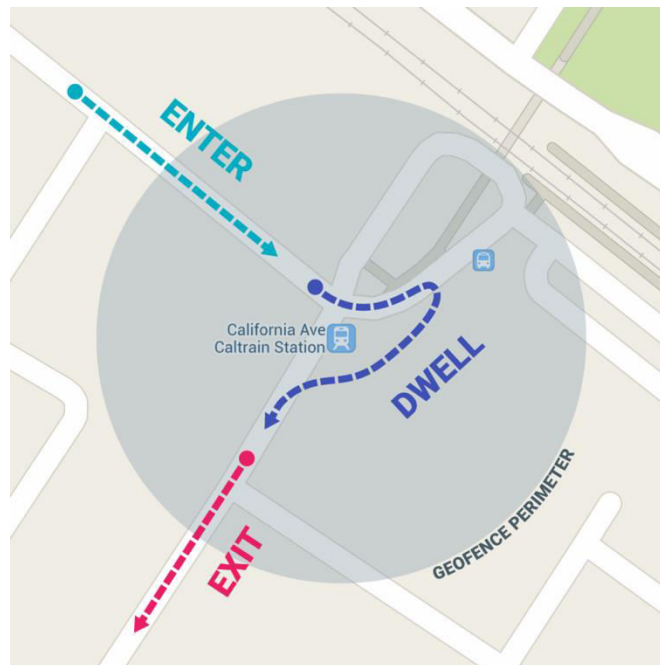 ENTER
California Ave
Caltrain Station
DWELL
GEOFENCE PERIMETER
EXIT